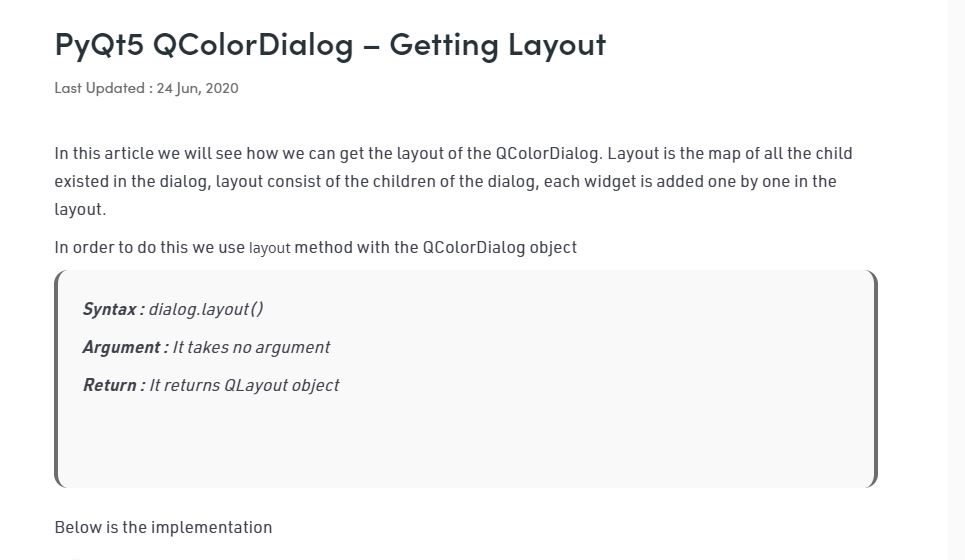 PyQt5 QColorDialog – Getting Layout
Last Updated : 24 Jun, 2020
In this article we will see how we can get the layout of the QColorDialog. Layout is the map of all the child
existed in the dialog, layout consist of the children of the dialog, each widget is added one by one in the
layout.
In order to do this we use layout method with the QColorDialog object
Syntax : dialog.layout()
Argument : It takes no argument
Return : It returns QLayout object
Below is the implementation